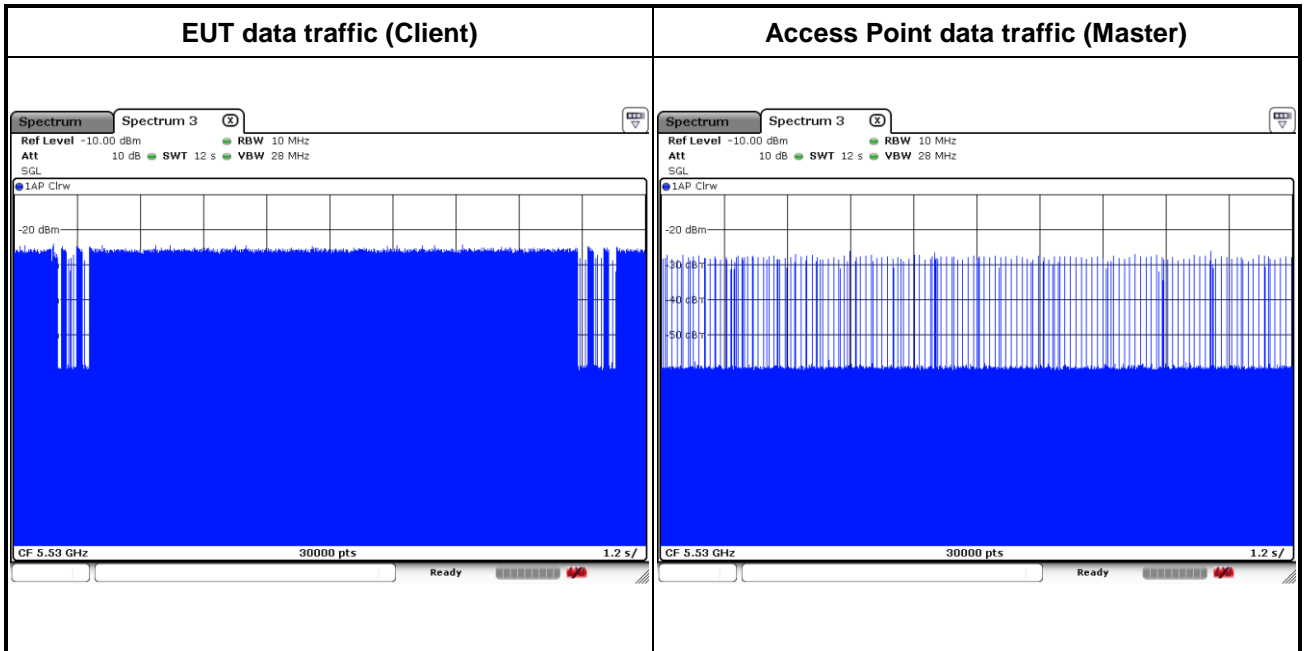 EUT data traffic (Client)
Access Point data traffic (Master)
Spectrum Spectrum 3 X
Ref Level -10.00 dBm RBW 10 MHz
Att 10 dB SWT 12 s VBW 28 MHz
SGL
1AP Clrw
-20 dBm
CF 5.53 GHz 30000 pts 1.2 s/
Ready
Spectrum Spectrum 3 X
Ref Level -10.00 dBm RBW 10 MHz
Att 10 dB SWT 12 s VBW 28 MHz
SGL
1AP Clrw
-20 dBm
-30 dBm
-40 dBm
-50 dBm
CF 5.53 GHz 30000 pts 1.2 s/
Ready